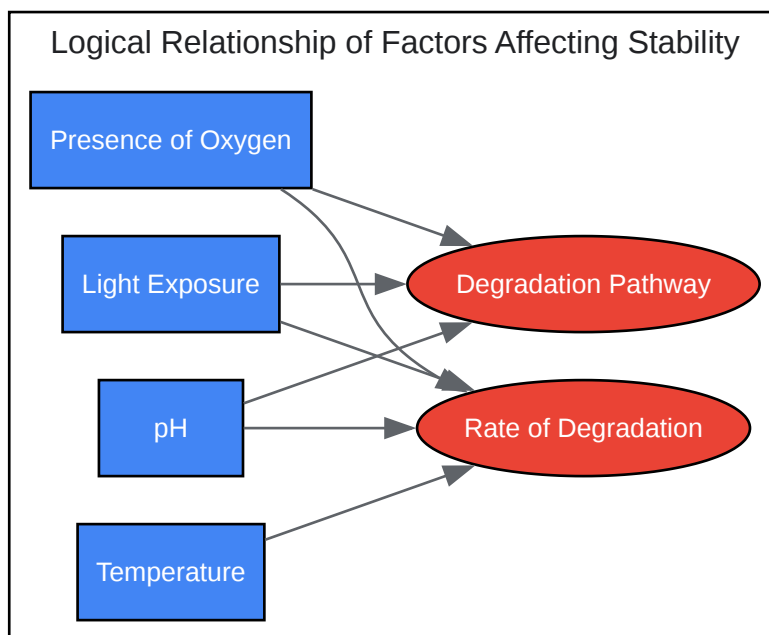 Logical Relationship of Factors Affecting Stability
Presence of Oxygen
Light Exposure
Degradation Pathway
pH
Rate of Degradation
Temperature